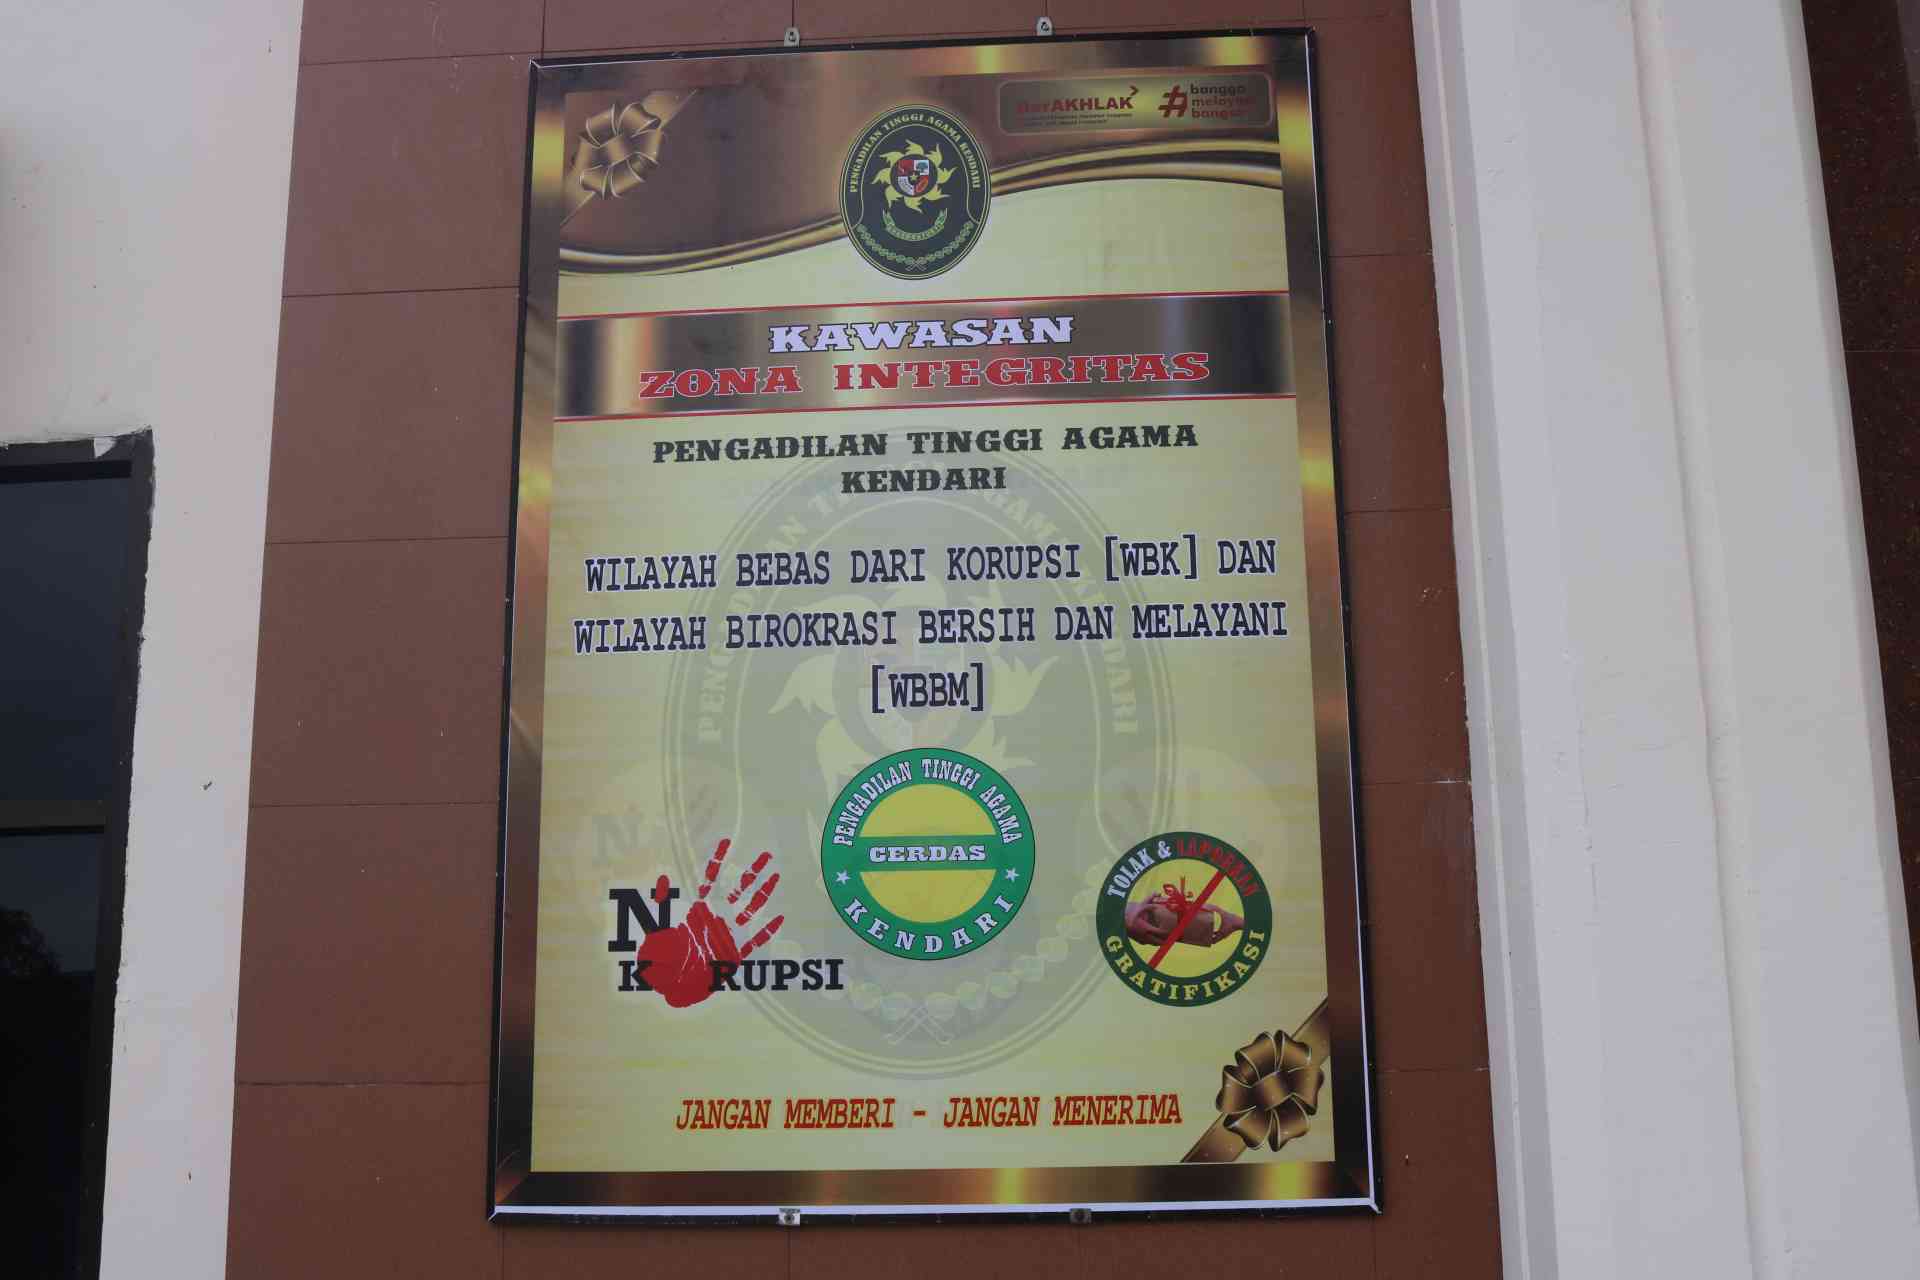 BerAKHLAK
# bangga
melayani
bangsa
PENGADILAN TINGGI AGAMA KENDARI
KAWASAN
ZONA INTEGRITAS
PENGADILAN TINGGI AGAMA
KENDARI
WILAYAH BEBAS DARI KORUPSI [WBK] DAN
WILAYAH BIROKRASI BERSIH DAN MELAYANI
[WBBM]
PENGADILAN TINGGI AGAMA
CERDAS
KENDARI
N
K RUPSI
TOLAK & LAPORKAN
GRATIFIKASI
JANGAN MEMBERI - JANGAN MENERIMA